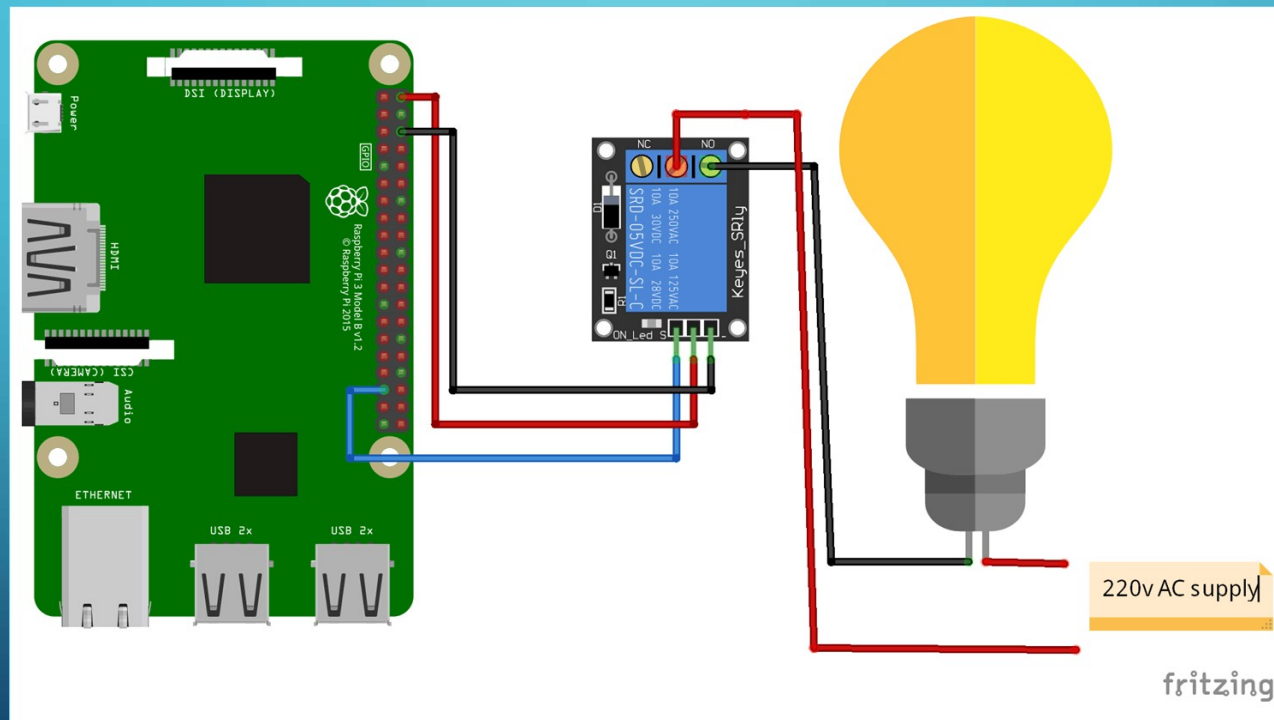 DSI (DISPLAY)
Power
GPIO
HDMI
Raspberry Pi 3 Model B v1.2
© Raspberry Pi 2015
CSI (CAMERA)
Audio
ETHERNET
USB 2x
USB 2x
NC
NO
D1
Q1
R1
SRD-05VDC-SL-C
10A 30VDC 10A 28VDC
10A 250VAC 10A 125VAC
Keyes_SRly
ON_Led S
-
220v AC supply
fritzing